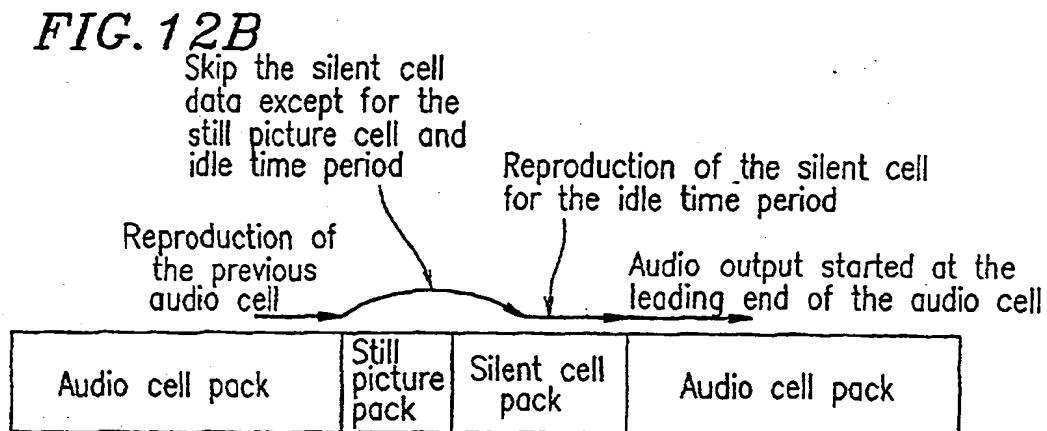 FIG. 12B
Skip the silent cell
data except for the
still picture cell and
idle time period
Reproduction of the silent cell
for the idle time period
Reproduction of
the previous
audio cell
Audio output started at the
leading end of the audio cell
Audio cell pack
Still
picture
pack
Silent cell
pack
Audio cell pack